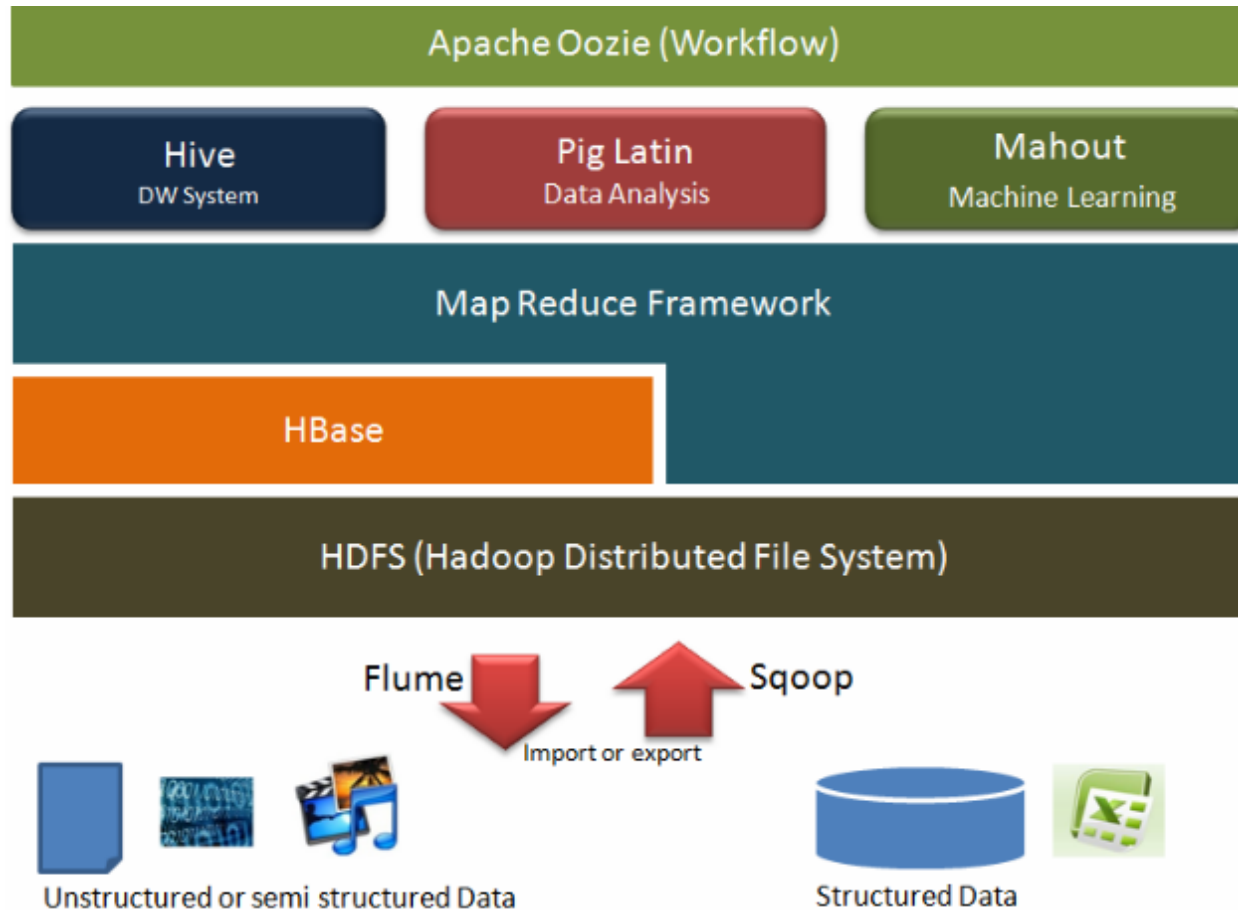 Apache Oozie (Workflow)
Hive
DW System
Pig Latin
Data Analysis
Mahout
Machine Learning
Map Reduce Framework
HBase
HDFS (Hadoop Distributed File System)
Flume
Sqoop
Import or export
Unstructured or semi structured Data
Structured Data